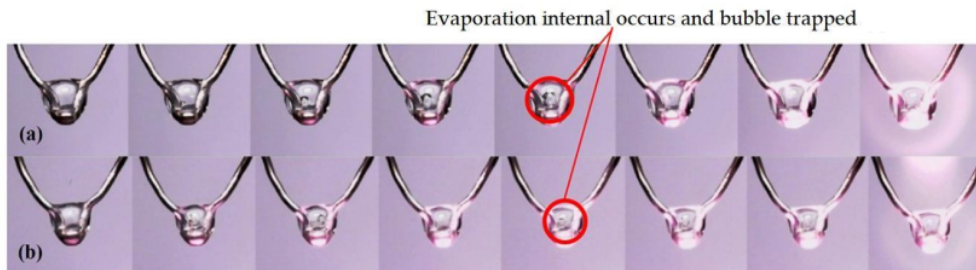 Evaporation internal occurs and bubble trapped
(a)
(b)